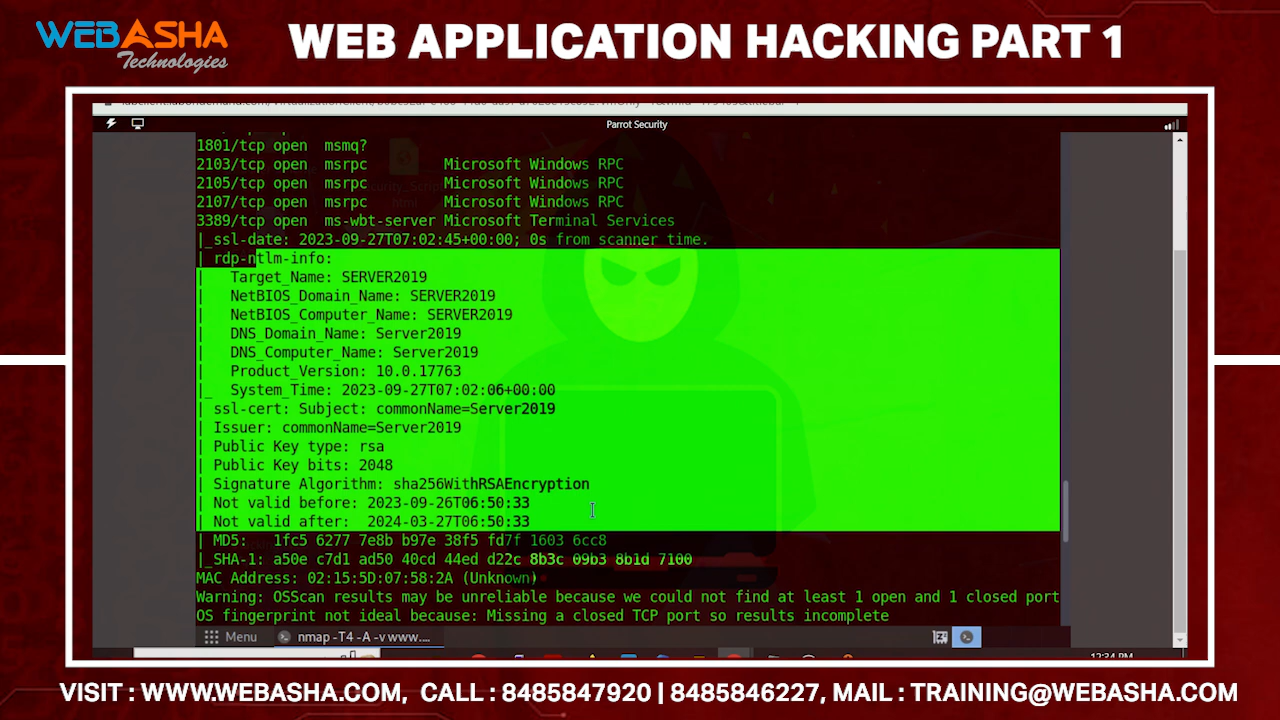 WEBASHA
Technologies
WEB APPLICATION HACKING PART 1
Parrot Security
1801/tcp open  msmq?
2103/tcp open  msrpc         Microsoft Windows RPC
2105/tcp open  msrpc         Microsoft Windows RPC
2107/tcp open  msrpc         Microsoft Windows RPC
3389/tcp open  ms-wbt-server Microsoft Terminal Services
|_ssl-date: 2023-09-27T07:02:45+00:00; 0s from scanner time.
| rdp-ntlm-info:
|   Target_Name: SERVER2019
|   NetBIOS_Domain_Name: SERVER2019
|   NetBIOS_Computer_Name: SERVER2019
|   DNS_Domain_Name: Server2019
|   DNS_Computer_Name: Server2019
|   Product_Version: 10.0.17763
|_  System_Time: 2023-09-27T07:02:06+00:00
| ssl-cert: Subject: commonName=Server2019
| Issuer: commonName=Server2019
| Public Key type: rsa
| Public Key bits: 2048
| Signature Algorithm: sha256WithRSAEncryption
| Not valid before: 2023-09-26T06:50:33
| Not valid after:  2024-03-27T06:50:33
| MD5:   1fc5 6277 7e8b b97e 38f5 fd7f 1603 6cc8
|_SHA-1: a50e c7d1 ad50 40cd 44ed d22c 8b3c 09b3 8b1d 7100
MAC Address: 02:15:5D:07:58:2A (Unknown)
Warning: OSScan results may be unreliable because we could not find at least 1 open and 1 closed port
OS fingerprint not ideal because: Missing a closed TCP port so results incomplete
Menu
nmap -T4 -A -v www....
12:34 PM
VISIT : WWW.WEBASHA.COM, CALL : 8485847920 | 8485846227, MAIL : TRAINING@WEBASHA.COM